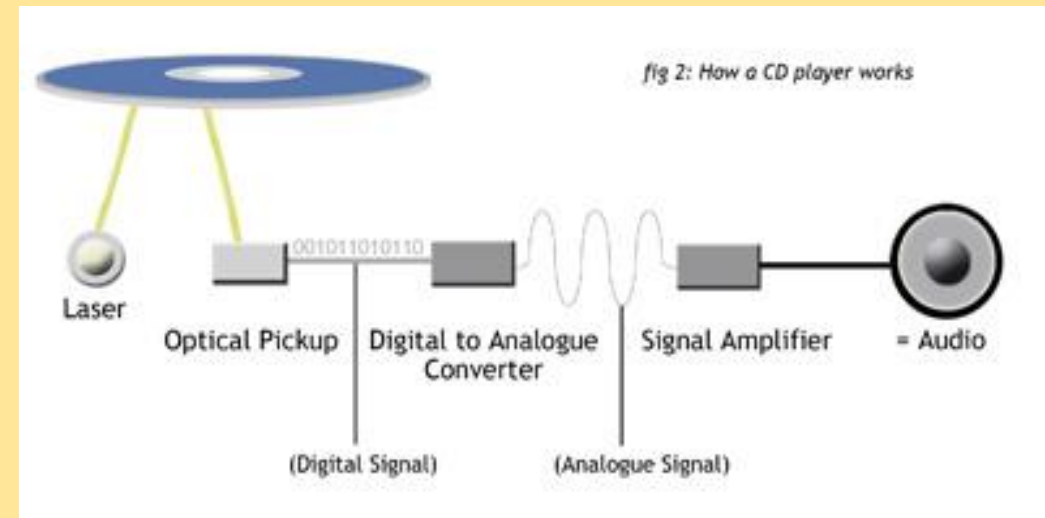 fig 2: How a CD player works
001011010110
Laser
Optical Pickup
Digital to Analogue
Converter
Signal Amplifier
= Audio
(Digital Signal)
(Analogue Signal)